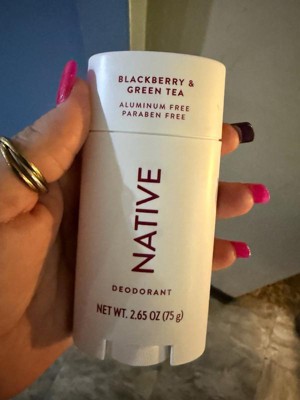 BLACKBERRY &
GREEN TEA
ALUMINUM FREE
PARABEN FREE
NATIVE
DEODORANT
NET WT. 2.65 OZ (75 g)